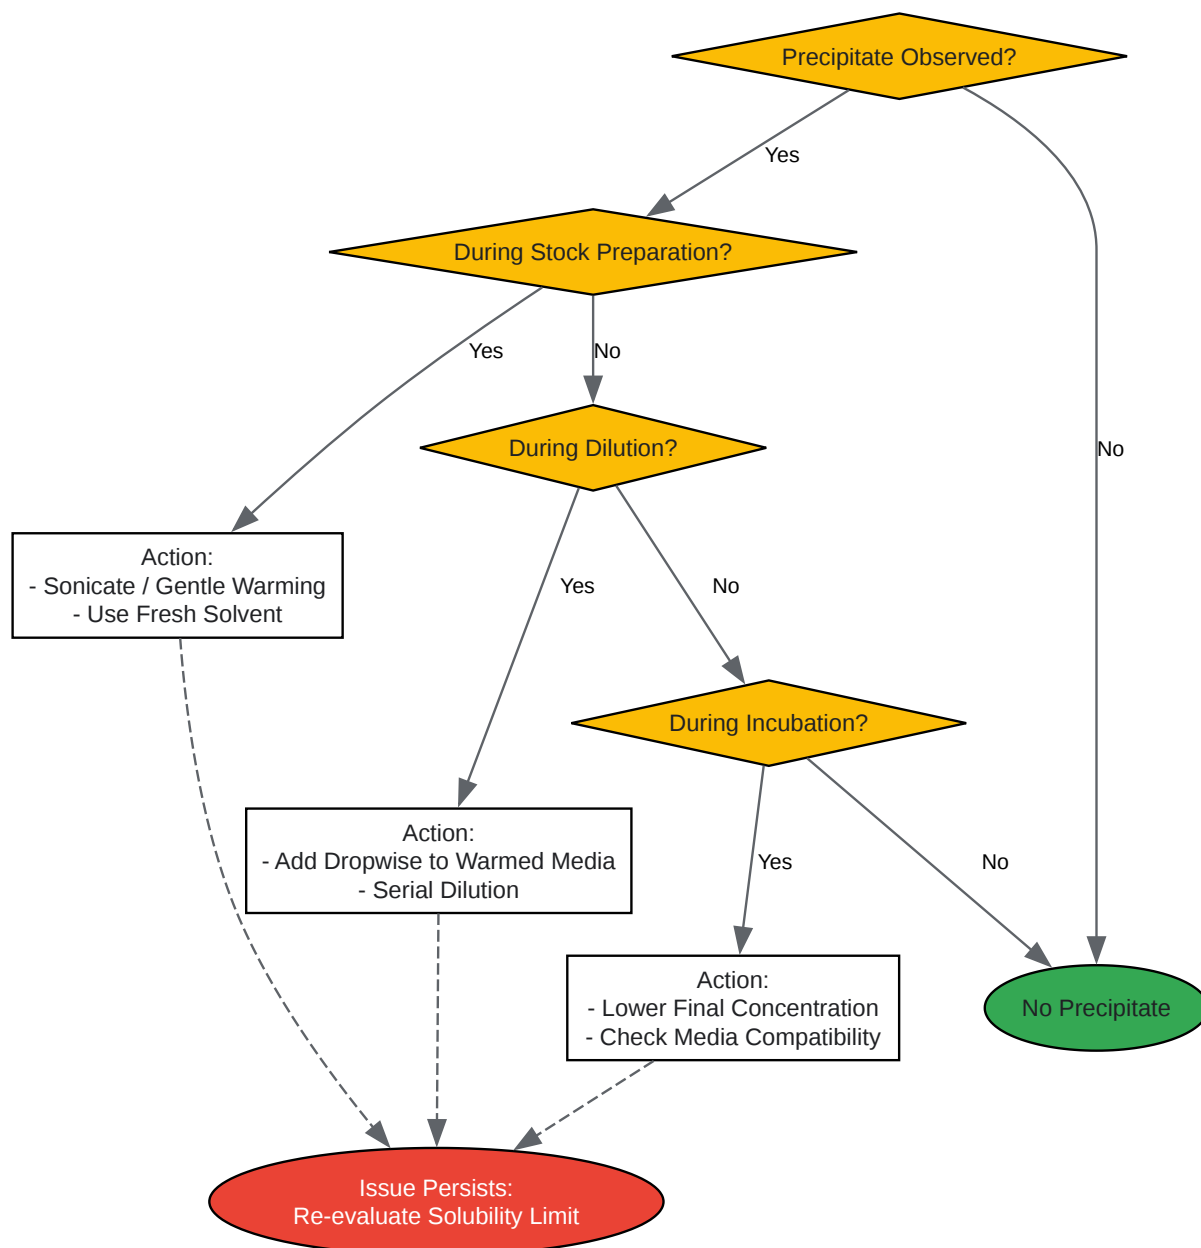 Precipitate Observed?
Yes
During Stock Preparation?
Yes
No
During Dilution?
No
Action:
- Sonicate / Gentle Warming
- Use Fresh Solvent
Yes
No
During Incubation?
Action:
- Add Dropwise to Warmed Media
- Serial Dilution
Yes
No
Action:
- Lower Final Concentration
- Check Media Compatibility
No Precipitate
Issue Persists:
Re-evaluate Solubility Limit